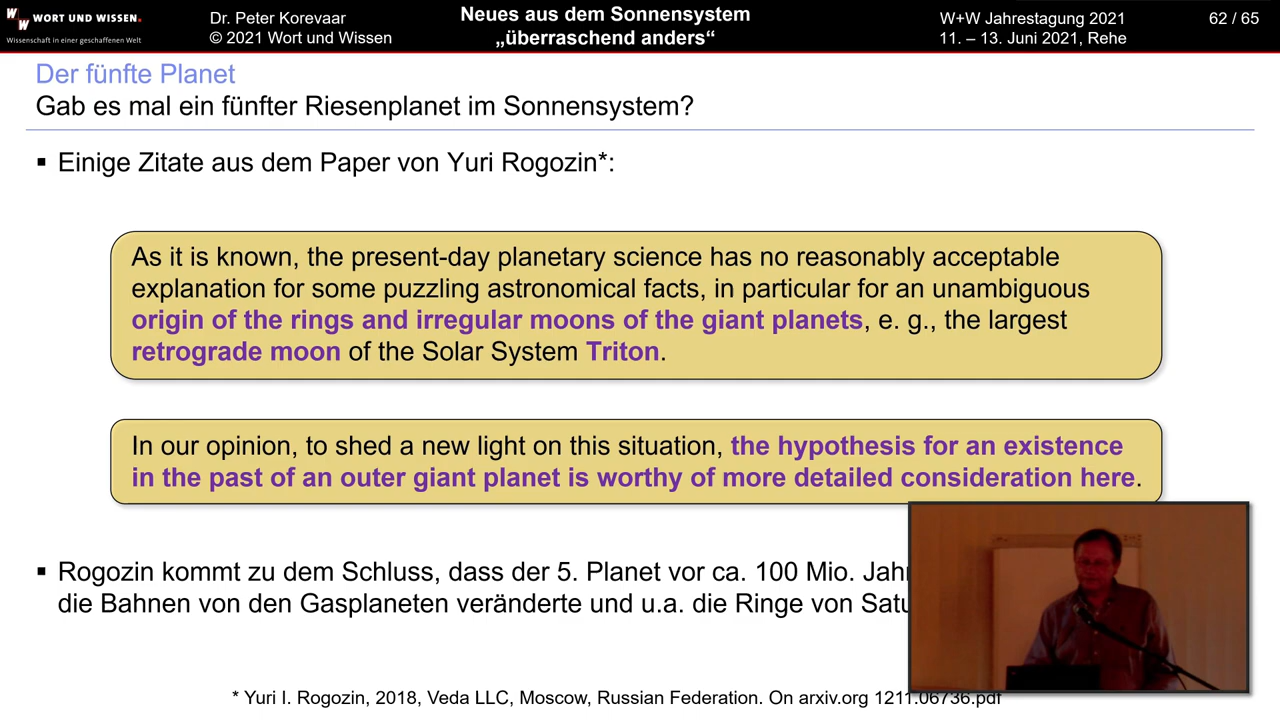 WORT UND WISSEN.
Wissenschaft in einer geschaffenen Welt
Dr. Peter Korevaar
© 2021 Wort und Wissen
Neues aus dem Sonnensystem
„überraschend anders“
W+W Jahrestagung 2021
11. – 13. Juni 2021, Rehe
62 / 65
Der fünfte Planet
Gab es mal ein fünfter Riesenplanet im Sonnensystem?
▪ Einige Zitate aus dem Paper von Yuri Rogozin*:
As it is known, the present-day planetary science has no reasonably acceptable
explanation for some puzzling astronomical facts, in particular for an unambiguous
origin of the rings and irregular moons of the giant planets, e. g., the largest
retrograde moon of the Solar System Triton.
In our opinion, to shed a new light on this situation, the hypothesis for an existence
in the past of an outer giant planet is worthy of more detailed consideration here.
▪ Rogozin kommt zu dem Schluss, dass der 5. Planet vor ca. 100 Mio.
die Bahnen von den Gasplaneten veränderte und u.a. die Ringe von
* Yuri I. Rogozin, 2018, Veda LLC, Moscow, Russian Federation. On arxiv.org 1211.06736.pdf